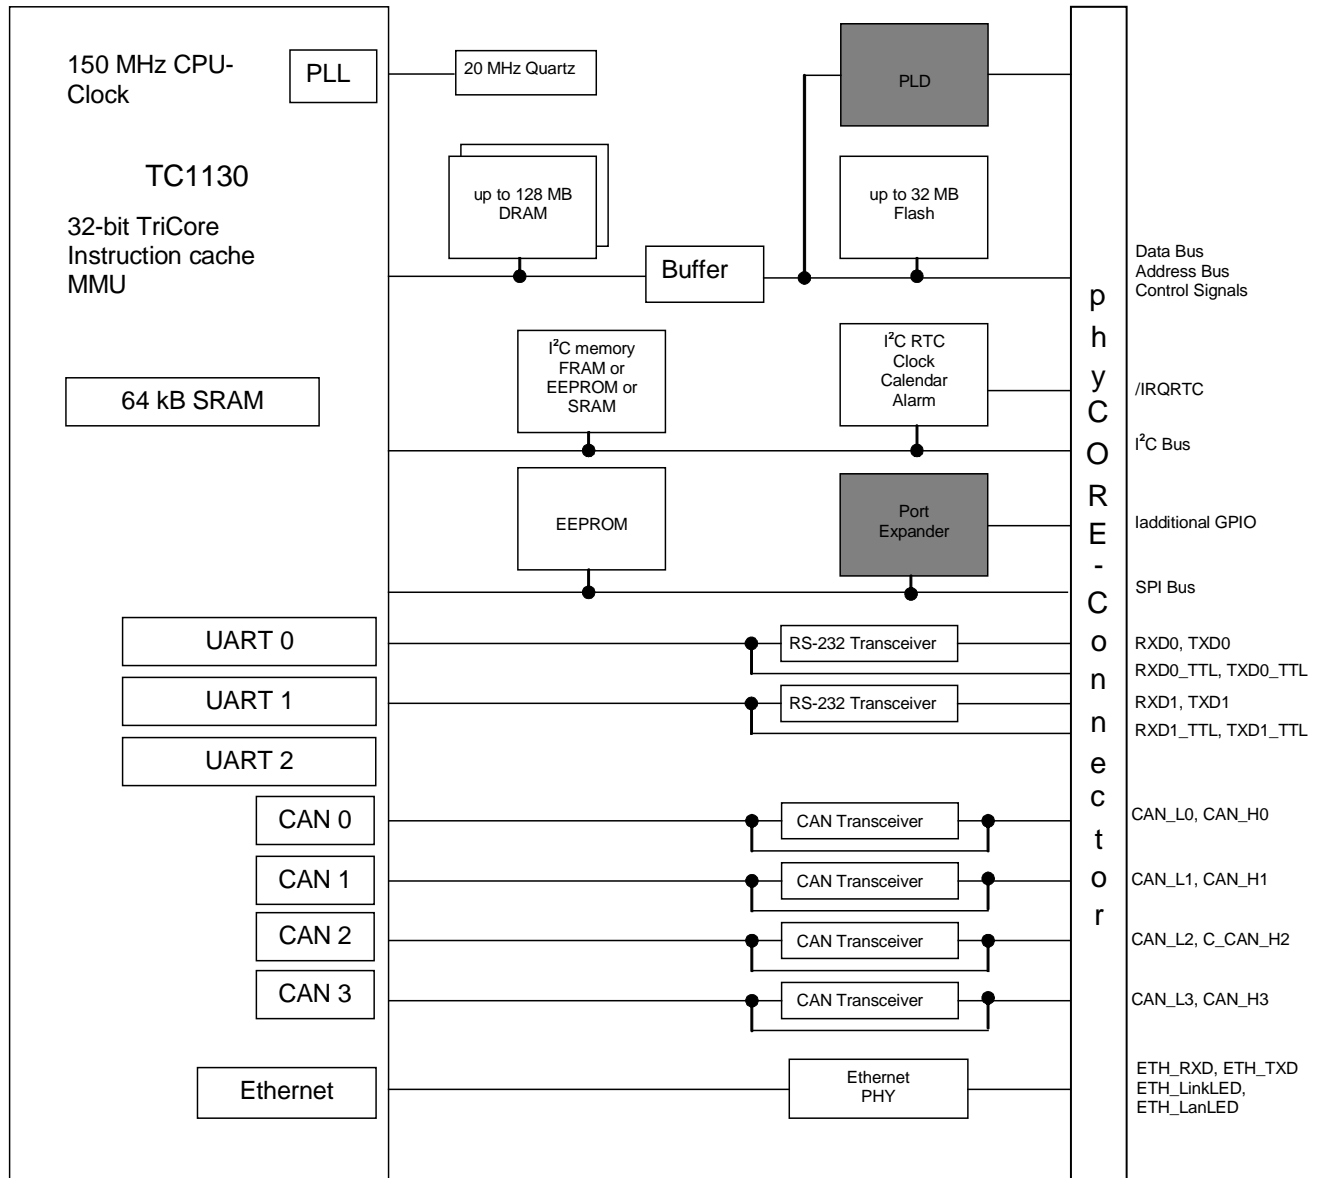 150 MHz CPU-
Clock
PLL
20 MHz Quartz
PLD
TC1130
up to 128 MB
DRAM
up to 32 MB
Flash
32-bit TriCore
Instruction cache
MMU
Buffer
Data Bus
Address Bus
Control Signals
I²C memory
FRAM or
EEPROM or
SRAM
I²C RTC
Clock
Calendar
Alarm
/IRQRTC
64 kB SRAM
I²C Bus
EEPROM
Port
Expander
Iadditional GPIO
SPI Bus
phyCORE-Connector
UART 0
RS-232 Transceiver
RXD0, TXD0
RXD0_TTL, TXD0_TTL
UART 1
RS-232 Transceiver
RXD1, TXD1
RXD1_TTL, TXD1_TTL
UART 2
CAN 0
CAN Transceiver
CAN_L0, CAN_H0
CAN 1
CAN Transceiver
CAN_L1, CAN_H1
CAN 2
CAN Transceiver
CAN_L2, C_CAN_H2
CAN 3
CAN Transceiver
CAN_L3, CAN_H3
Ethernet
Ethernet
PHY
ETH_RXD, ETH_TXD
ETH_LinkLED,
ETH_LanLED